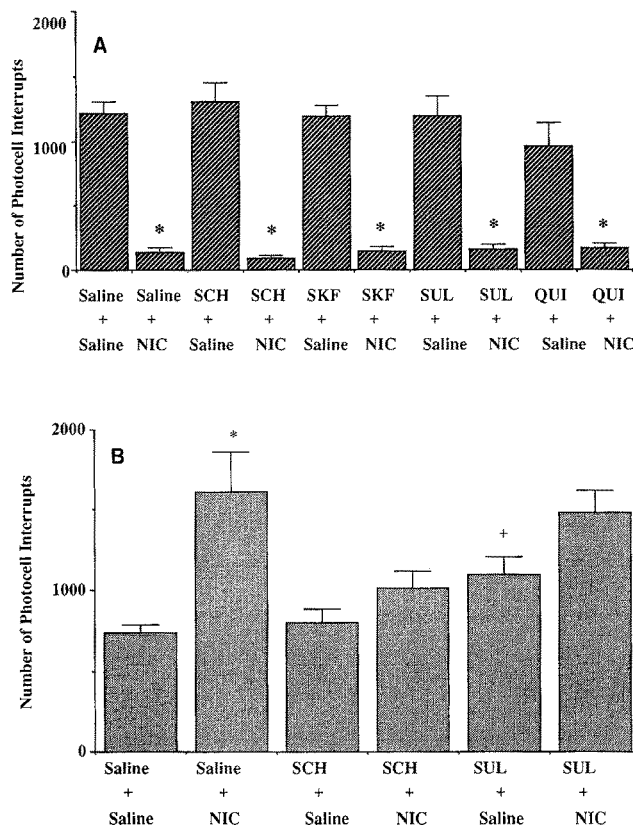 2000
A
1000
0
Number of Photocell Interrupts
* * * *
Saline Saline SCH SCH SKF SKF SUL SUL QUI QUI
+ + + + + + + + + +
Saline NIC Saline NIC Saline NIC Saline NIC Saline NIC
2000
B
1000
0
Number of Photocell Interrupts
*
+
Saline Saline SCH SCH SUL SUL
+ + + + + +
Saline NIC Saline NIC Saline NIC